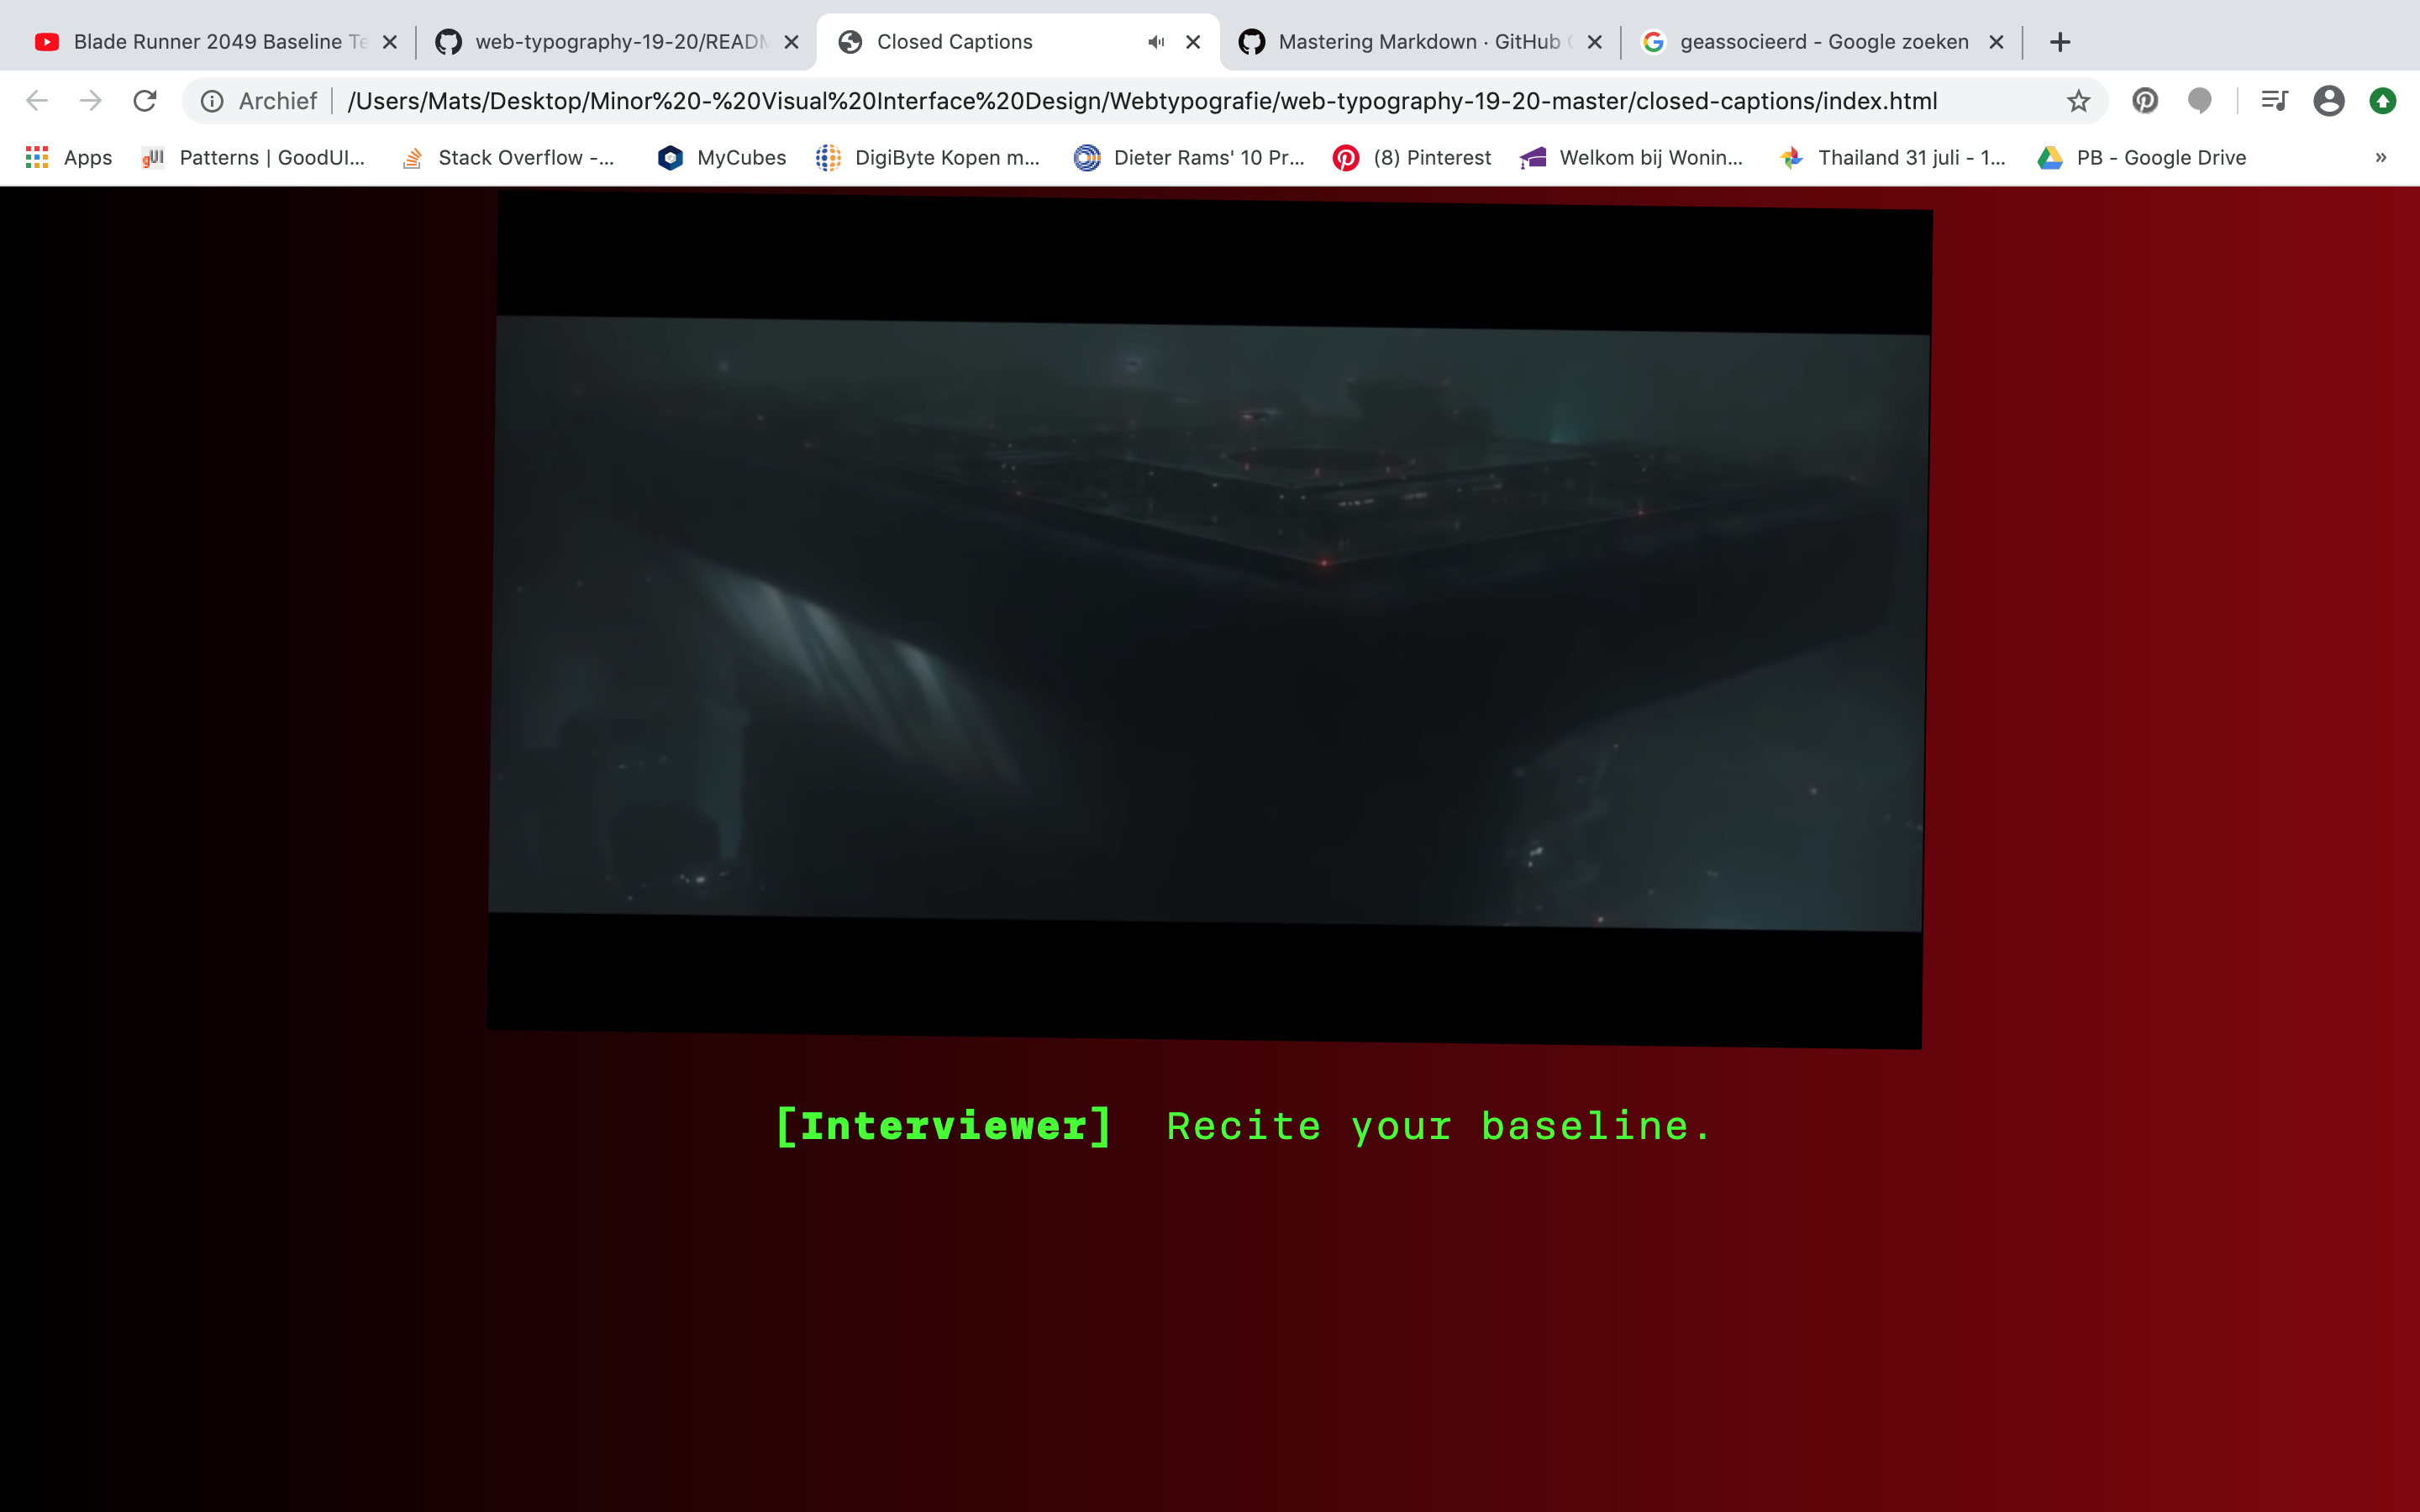 Blade Runner 2049 Baseline Te
web-typography-19-20/READM
Closed Captions
Mastering Markdown · GitHub G
geassocieerd - Google zoeken
Archief
/Users/Mats/Desktop/Minor%20-%20Visual%20Interface%20Design/Webtypografie/web-typography-19-20-master/closed-captions/index.html
Apps
gUI
Patterns | GoodUI...
Stack Overflow -...
MyCubes
DigiByte Kopen m...
Dieter Rams' 10 Pr...
(8) Pinterest
Welkom bij Wonin...
Thailand 31 juli - 1...
PB - Google Drive
»
[Interviewer] Recite your baseline.